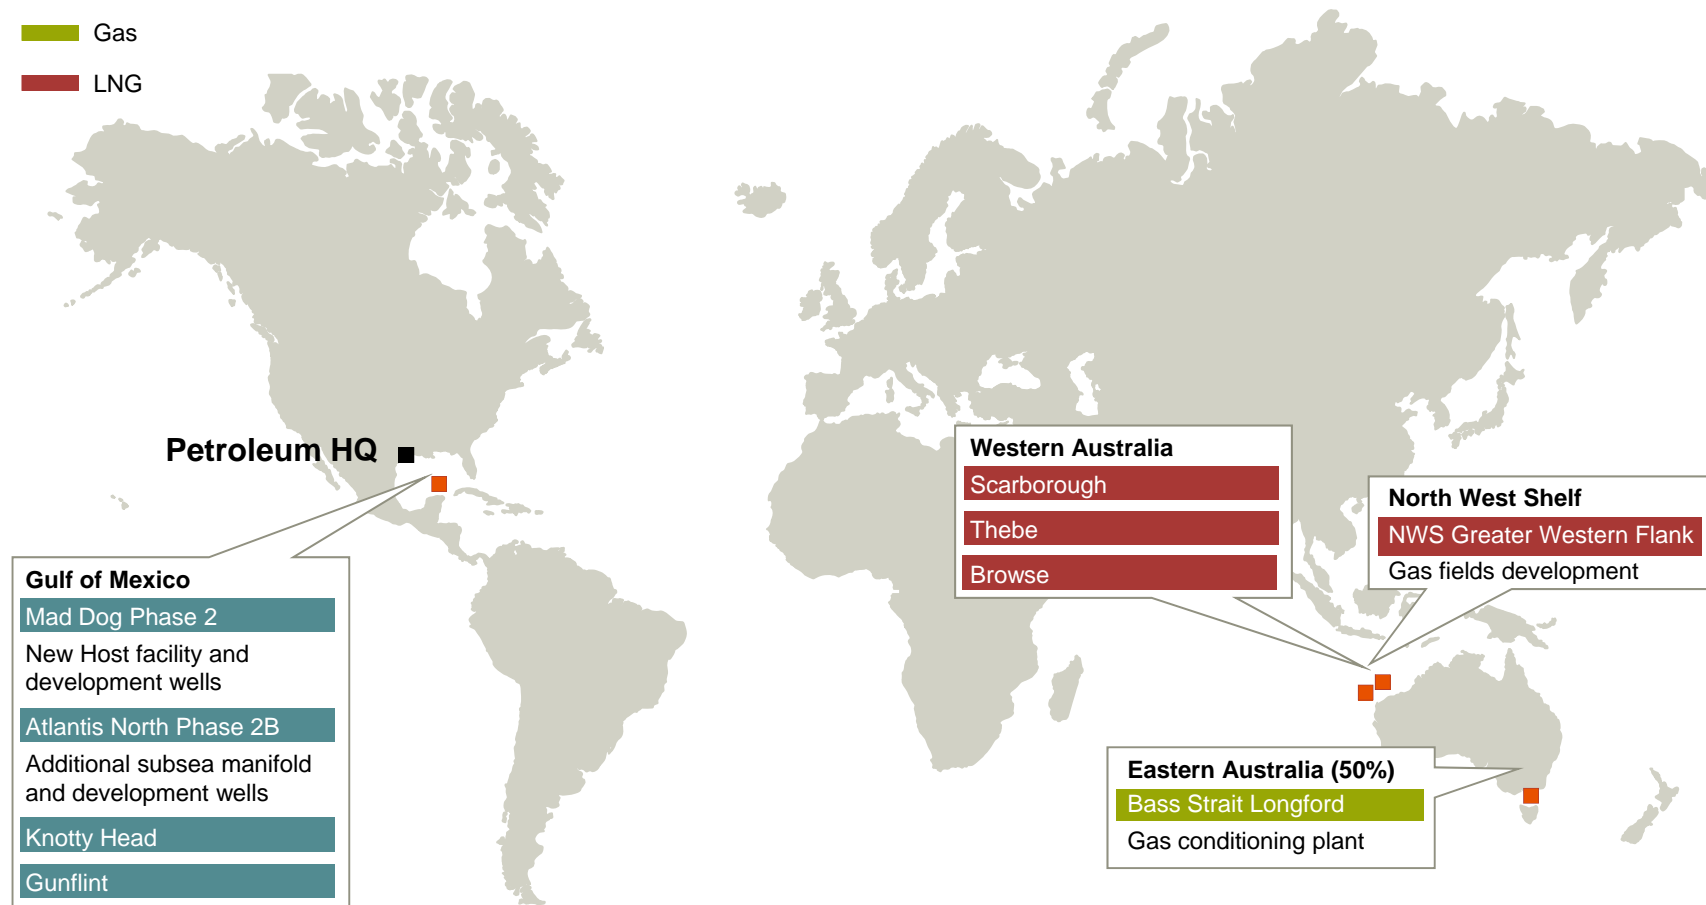 Gas
LNG
Petroleum HQ
Gulf of Mexico
Mad Dog Phase 2
New Host facility and
development wells
Atlantis North Phase 2B
Additional subsea manifold
and development wells
Knotty Head
Gunflint
Western Australia
Scarborough
Thebe
Browse
North West Shelf
NWS Greater Western Flank
Gas fields development
Eastern Australia (50%)
Bass Strait Longford
Gas conditioning plant